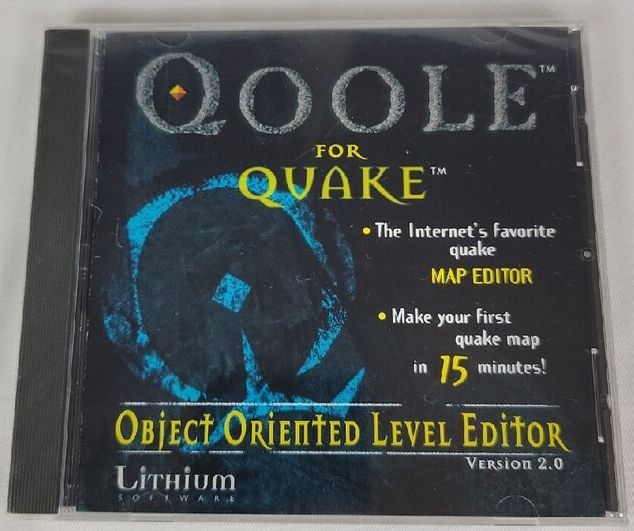 QOOLE™
FOR
QUAKE™
• The Internet's favorite
quake
MAP EDITOR
• Make your first
quake map
in 15 minutes!
OBJECT ORIENTED LEVEL EDITOR
VERSION 2.0
LITHIUM
SOFTWARE